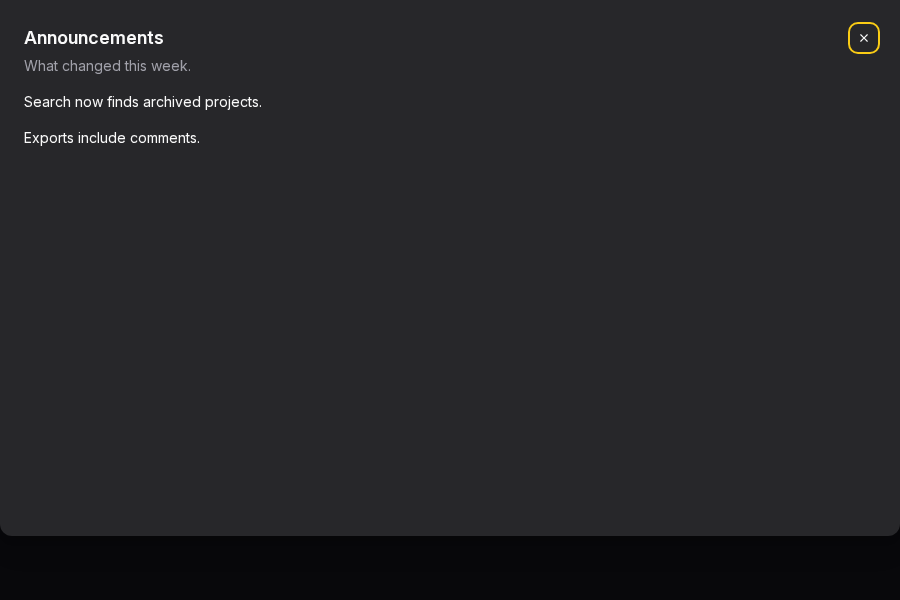 Announcements
What changed this week.
Search now finds archived projects.
Exports include comments.